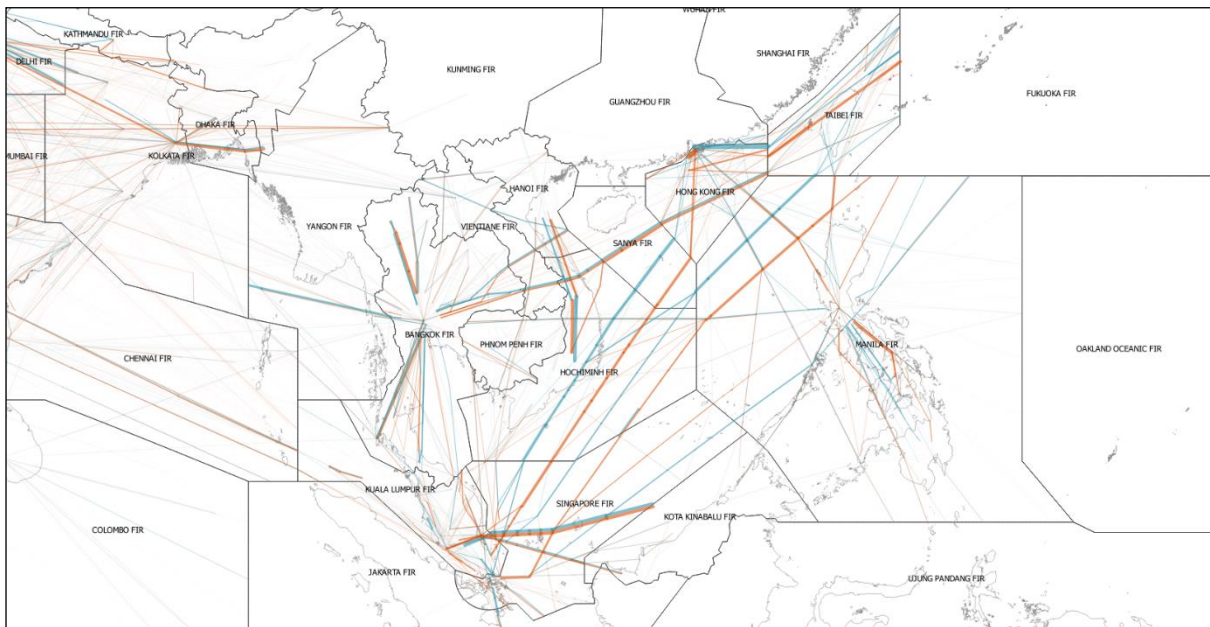 WUHAN FIR
KATHMANDU FIR
SHANGHAI FIR
DELHI FIR
KUNMING FIR
FUKUOKA FIR
GUANGZHOU FIR
TAIBEI FIR
DHAKA FIR
MUMBAI FIR
KOLKATA FIR
HANOI FIR
HONG KONG FIR
YANGON FIR
VIENTIANE FIR
SANYA FIR
BANGKOK FIR
PHNOM PENH FIR
MANILA FIR
OAKLAND OCEANIC FIR
CHENNAI FIR
HOCHIMINH FIR
KUALA LUMPUR FIR
SINGAPORE FIR
KOTA KINABALU FIR
COLOMBO FIR
JAKARTA FIR
UJUNG PANDANG FIR